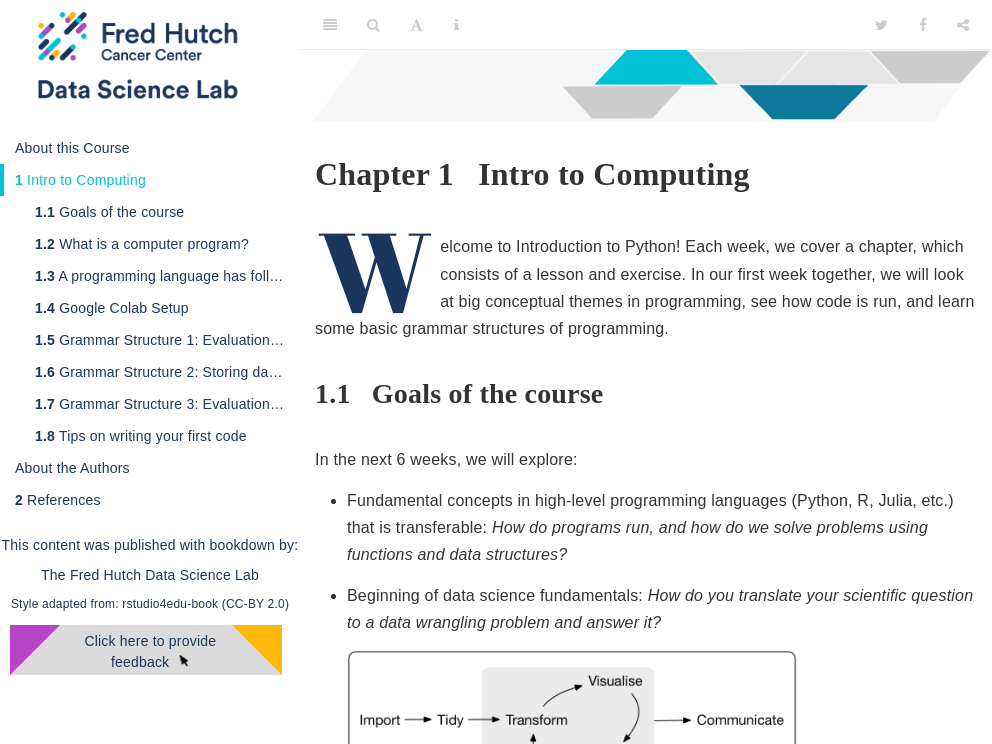 Fred Hutch
Cancer Center
Data Science Lab
About this Course
1 Intro to Computing
1.1 Goals of the course
1.2 What is a computer program?
1.3 A programming language has foll…
1.4 Google Colab Setup
1.5 Grammar Structure 1: Evaluation…
1.6 Grammar Structure 2: Storing da…
1.7 Grammar Structure 3: Evaluation…
1.8 Tips on writing your first code
About the Authors
2 References
This content was published with bookdown by:
The Fred Hutch Data Science Lab
Style adapted from: rstudio4edu-book (CC-BY 2.0)
Click here to provide
feedback
Chapter 1 Intro to Computing
Welcome to Introduction to Python! Each week, we cover a chapter, which
consists of a lesson and exercise. In our first week together, we will look
at big conceptual themes in programming, see how code is run, and learn
some basic grammar structures of programming.
1.1 Goals of the course
In the next 6 weeks, we will explore:
• Fundamental concepts in high-level programming languages (Python, R, Julia, etc.)
that is transferable: How do programs run, and how do we solve problems using
functions and data structures?
• Beginning of data science fundamentals: How do you translate your scientific question
to a data wrangling problem and answer it?
Visualise
Import Tidy Transform Communicate